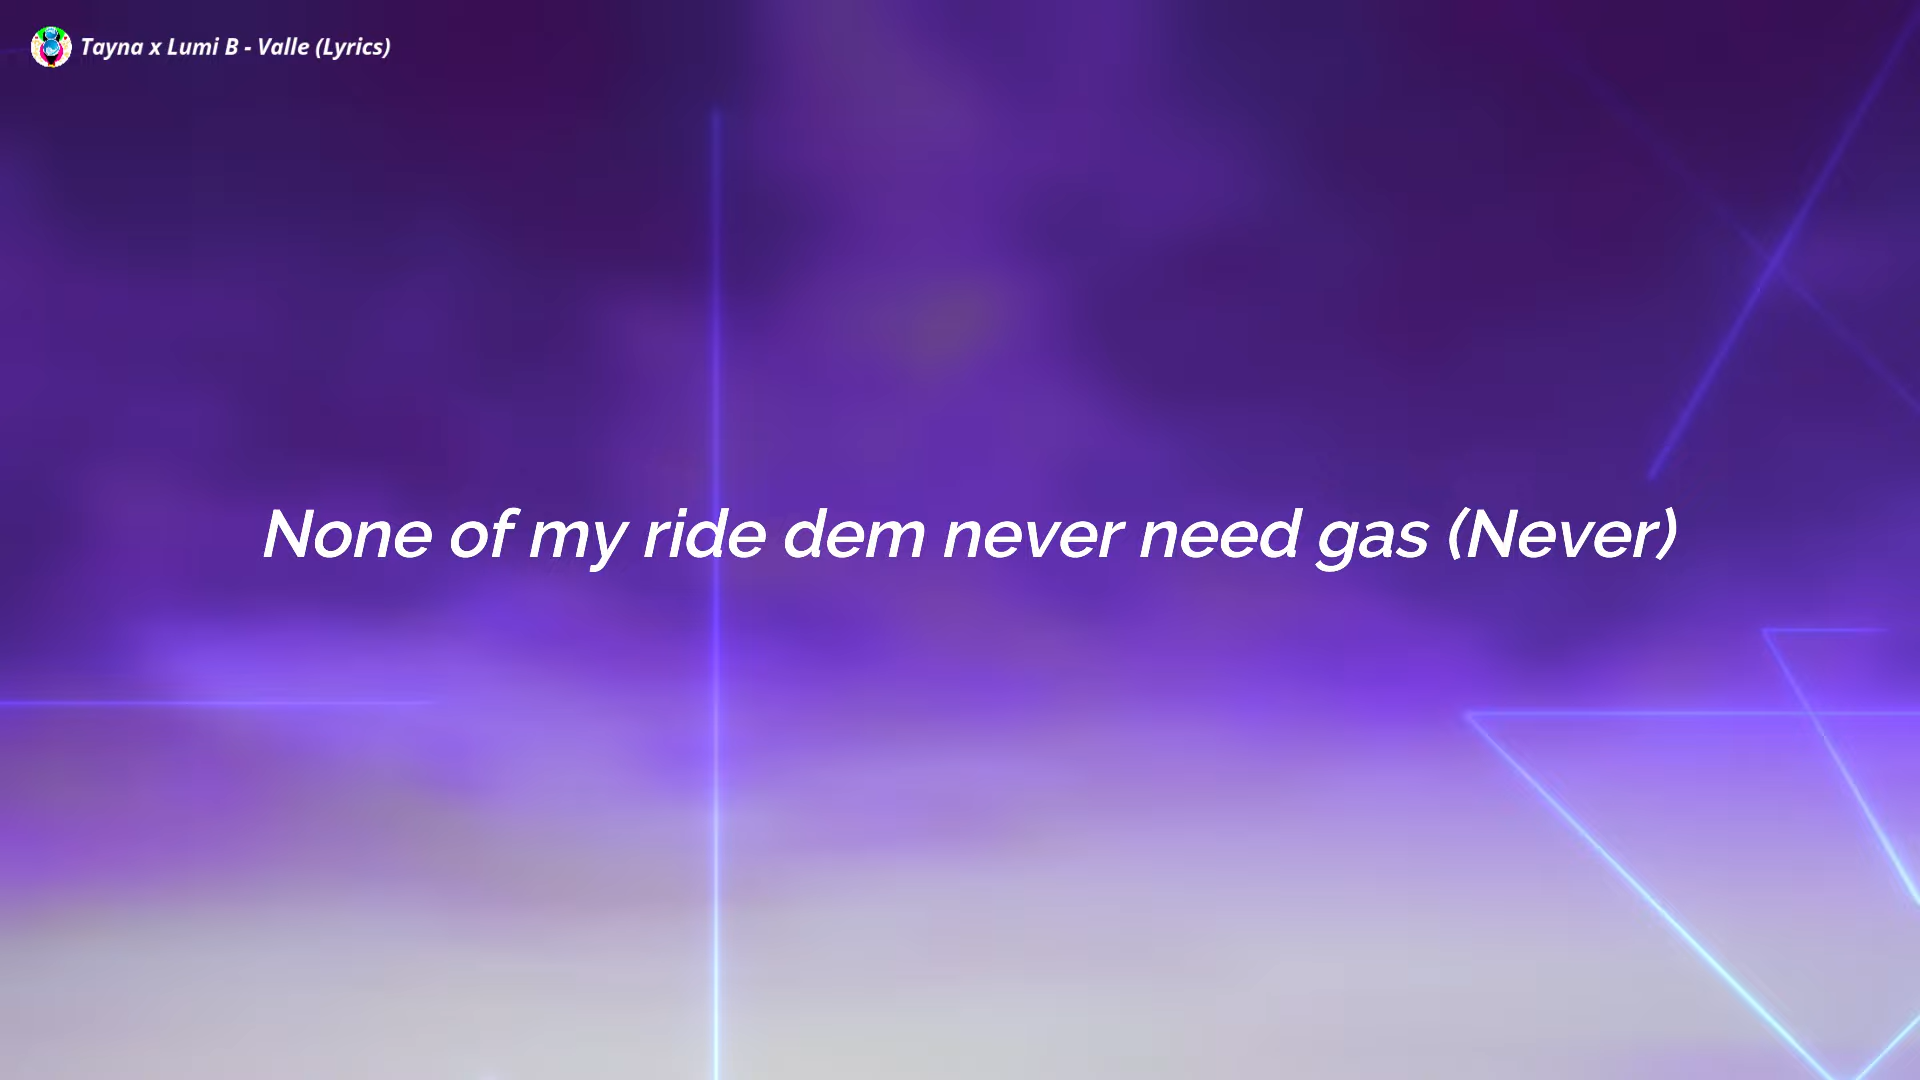 Tayna x Lumi B - Valle (Lyrics)
None of my ride dem never need gas (Never)